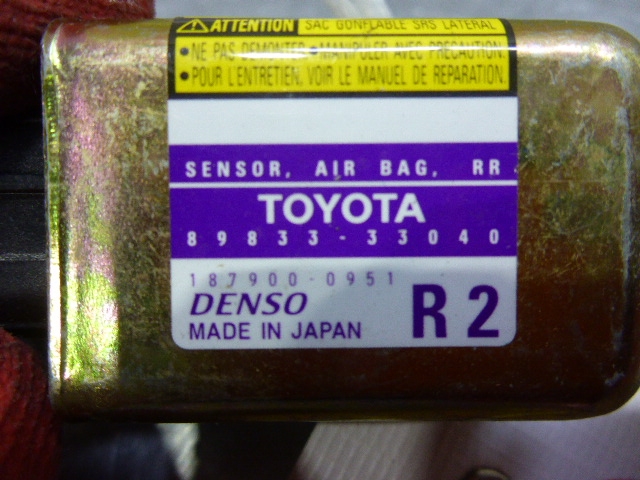 ATTENTION SAC GONFLABLE SRS LATERAL
•NE PAS DEMONTER •MANIPULER AVEC PRECAUTION.
•POUR L'ENTRETIEN, VOIR LE MANUEL DE REPARATION.
SENSOR, AIR BAG, RR
TOYOTA
89833-33040
187900-0951
DENSO
MADE IN JAPAN
R2